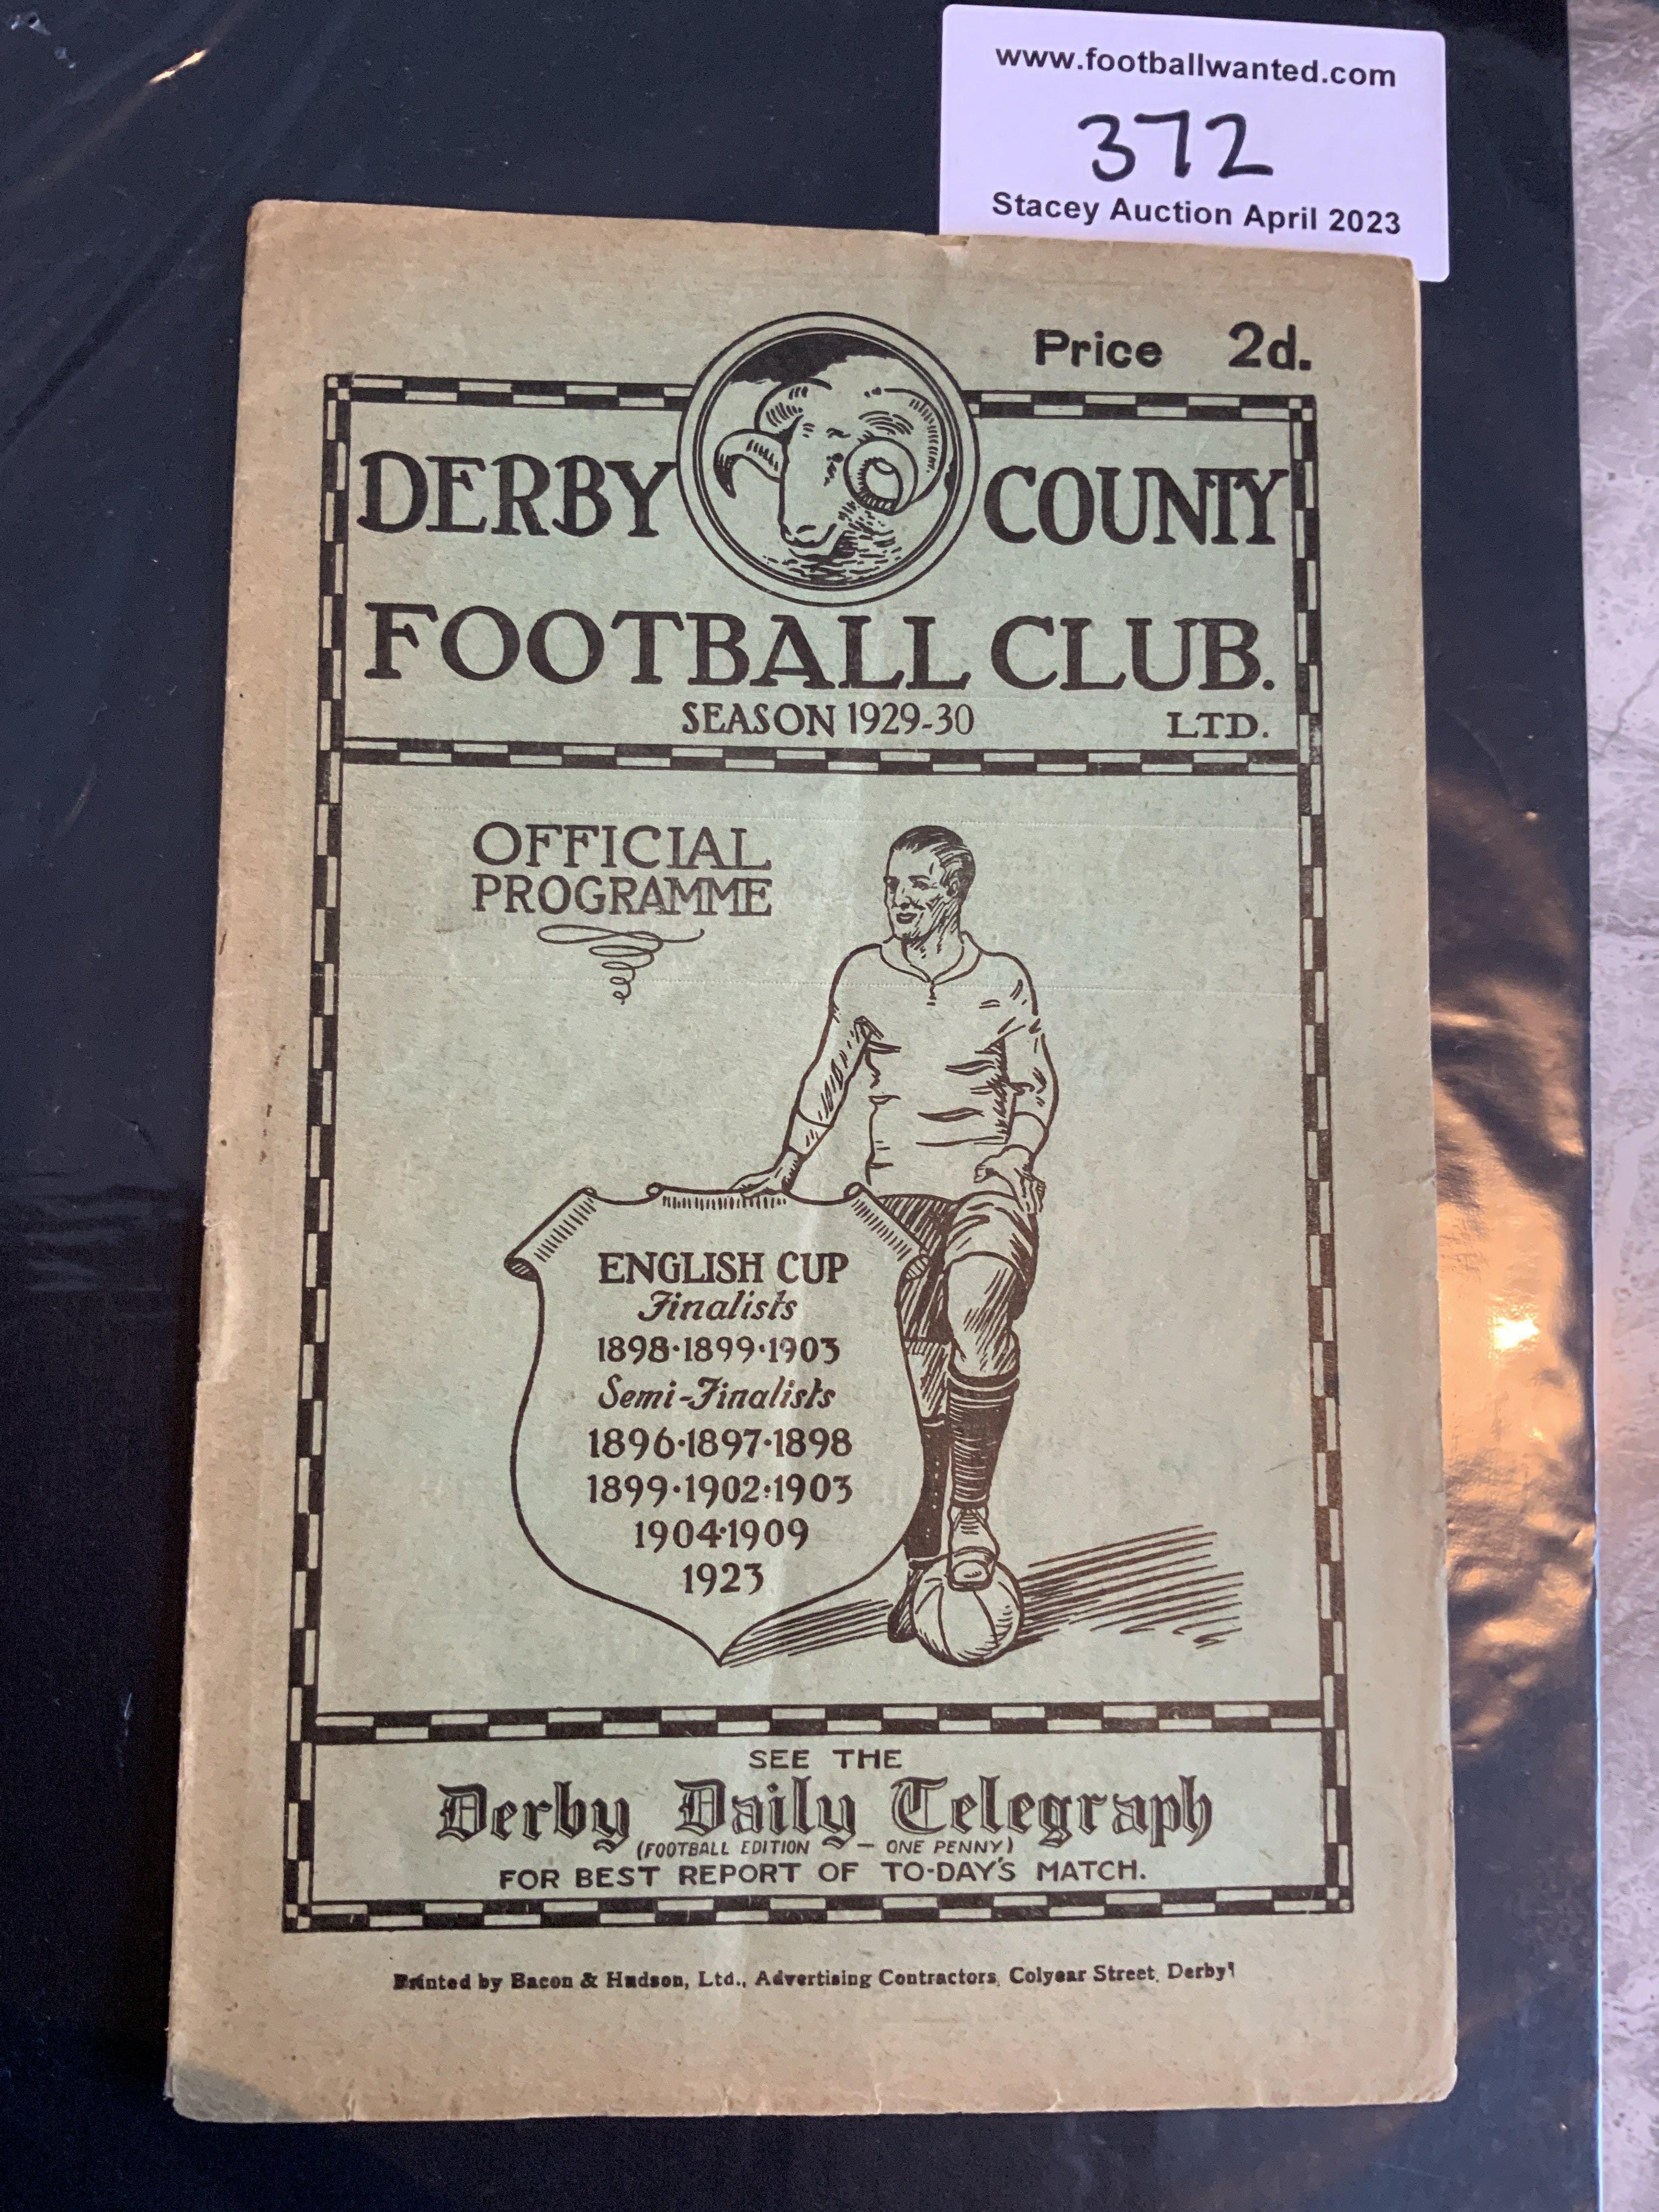 www.footballwanted.com
372
Stacey Auction April 2023
Price 2d.
DERBY COUNTY
FOOTBALL CLUB.
SEASON 1929-30 LTD.
OFFICIAL
PROGRAMME
ENGLISH CUP
Finalists
1898·1899·1903
Semi-Finalists
1896·1897·1898
1899·1902·1903
1904·1909
1923
SEE THE
Derby Daily Telegraph
(FOOTBALL EDITION — ONE PENNY)
FOR BEST REPORT OF TO-DAY'S MATCH.
Printed by Bacon & Hudson, Ltd., Advertising Contractors, Colyear Street, Derby